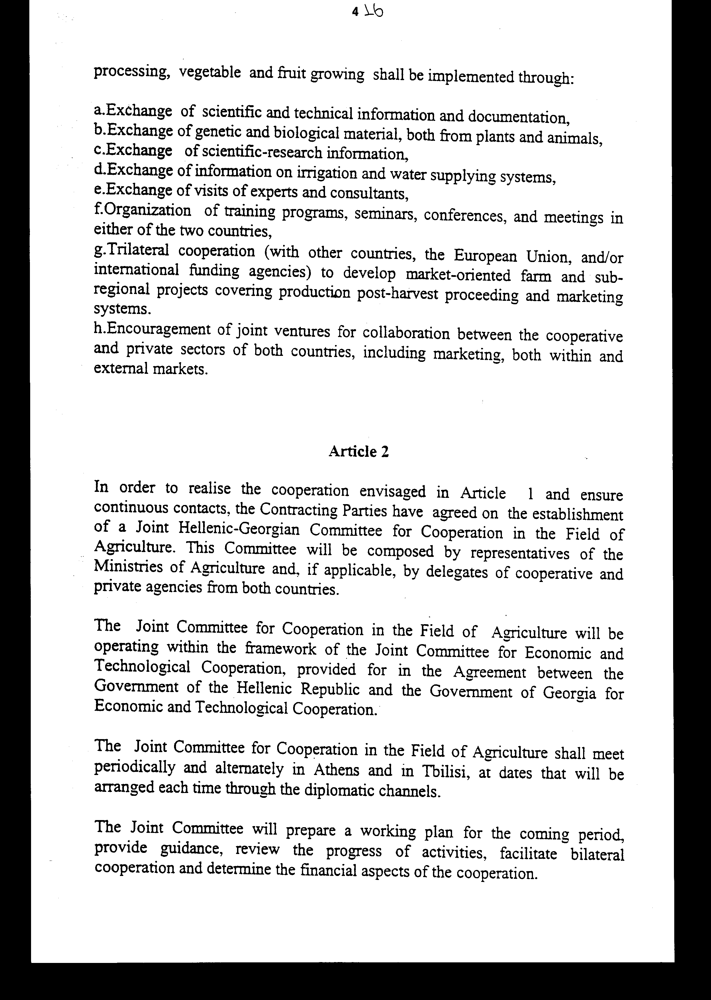 4 16
processing, vegetable and fruit growing shall be implemented through:
a.Exchange of scientific and technical information and documentation,
b.Exchange of genetic and biological material, both from plants and animals,
c.Exchange of scientific-research information,
d.Exchange of information on irrigation and water supplying systems,
e.Exchange of visits of experts and consultants,
f.Organization of training programs, seminars, conferences, and meetings in
either of the two countries,
g.Trilateral cooperation (with other countries, the European Union, and/or
international funding agencies) to develop market-oriented farm and sub-
regional projects covering production post-harvest proceeding and marketing
systems.
h.Encouragement of joint ventures for collaboration between the cooperative
and private sectors of both countries, including marketing, both within and
external markets.
Article 2
In order to realise the cooperation envisaged in Article 1 and ensure
continuous contacts, the Contracting Parties have agreed on the establishment
of a Joint Hellenic-Georgian Committee for Cooperation in the Field of
Agriculture. This Committee will be composed by representatives of the
Ministries of Agriculture and, if applicable, by delegates of cooperative and
private agencies from both countries.
The Joint Committee for Cooperation in the Field of Agriculture will be
operating within the framework of the Joint Committee for Economic and
Technological Cooperation, provided for in the Agreement between the
Government of the Hellenic Republic and the Government of Georgia for
Economic and Technological Cooperation.
The Joint Committee for Cooperation in the Field of Agriculture shall meet
periodically and alternately in Athens and in Tbilisi, at dates that will be
arranged each time through the diplomatic channels.
The Joint Committee will prepare a working plan for the coming period,
provide guidance, review the progress of activities, facilitate bilateral
cooperation and determine the financial aspects of the cooperation.